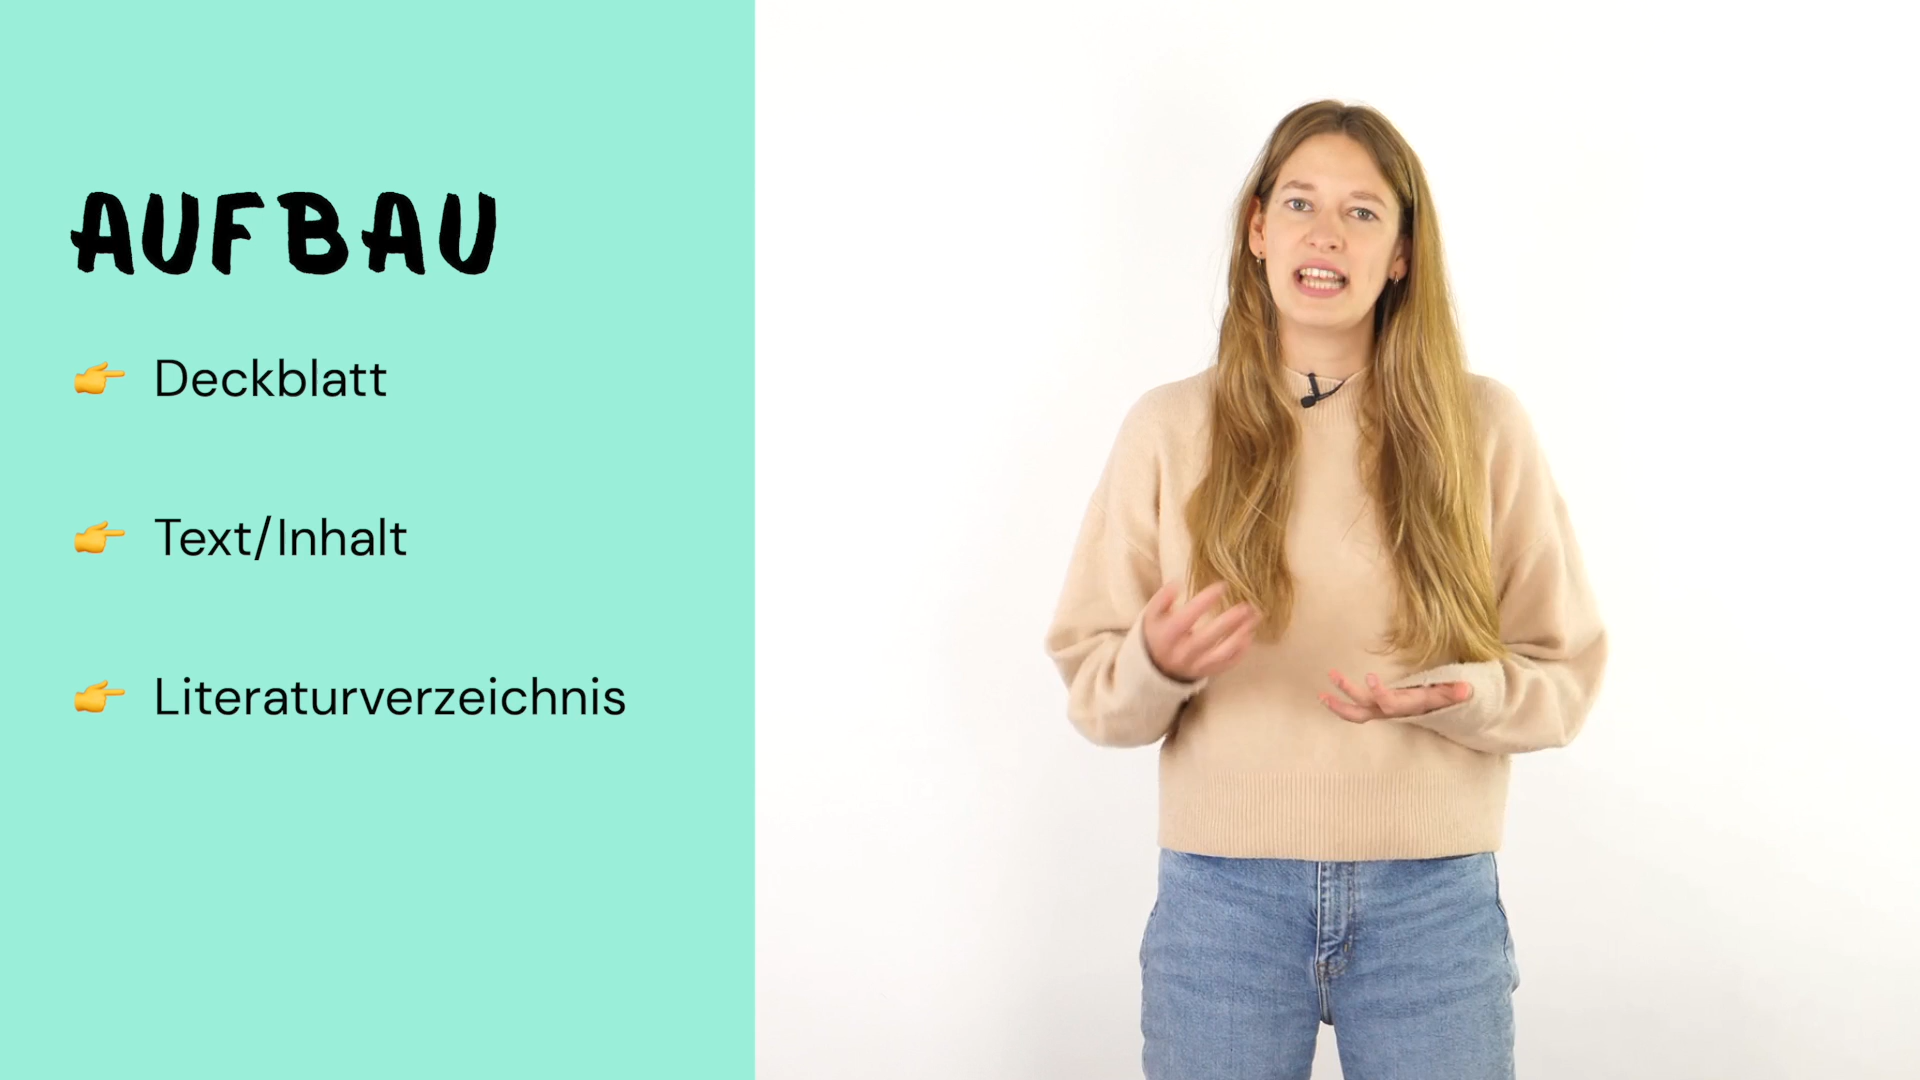 AUFBAU
👉 Deckblatt
👉 Text/Inhalt
👉 Literaturverzeichnis